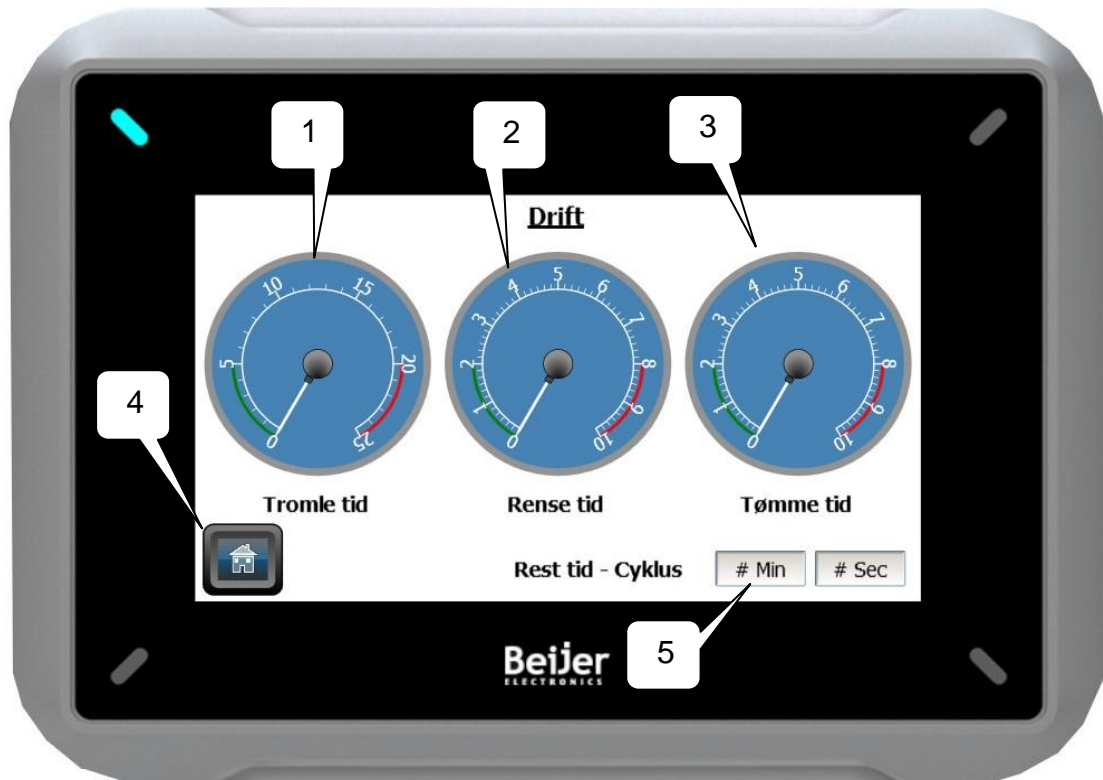 1
2
3
Drift
0 5 10 15 20 25
0 1 2 3 4 5 6 7 8 9 10
0 1 2 3 4 5 6 7 8 9 10
4
Tromle tid
Rense tid
Tømme tid
Rest tid - Cyklus # Min # Sec
5
Beijer
ELECTRONICS